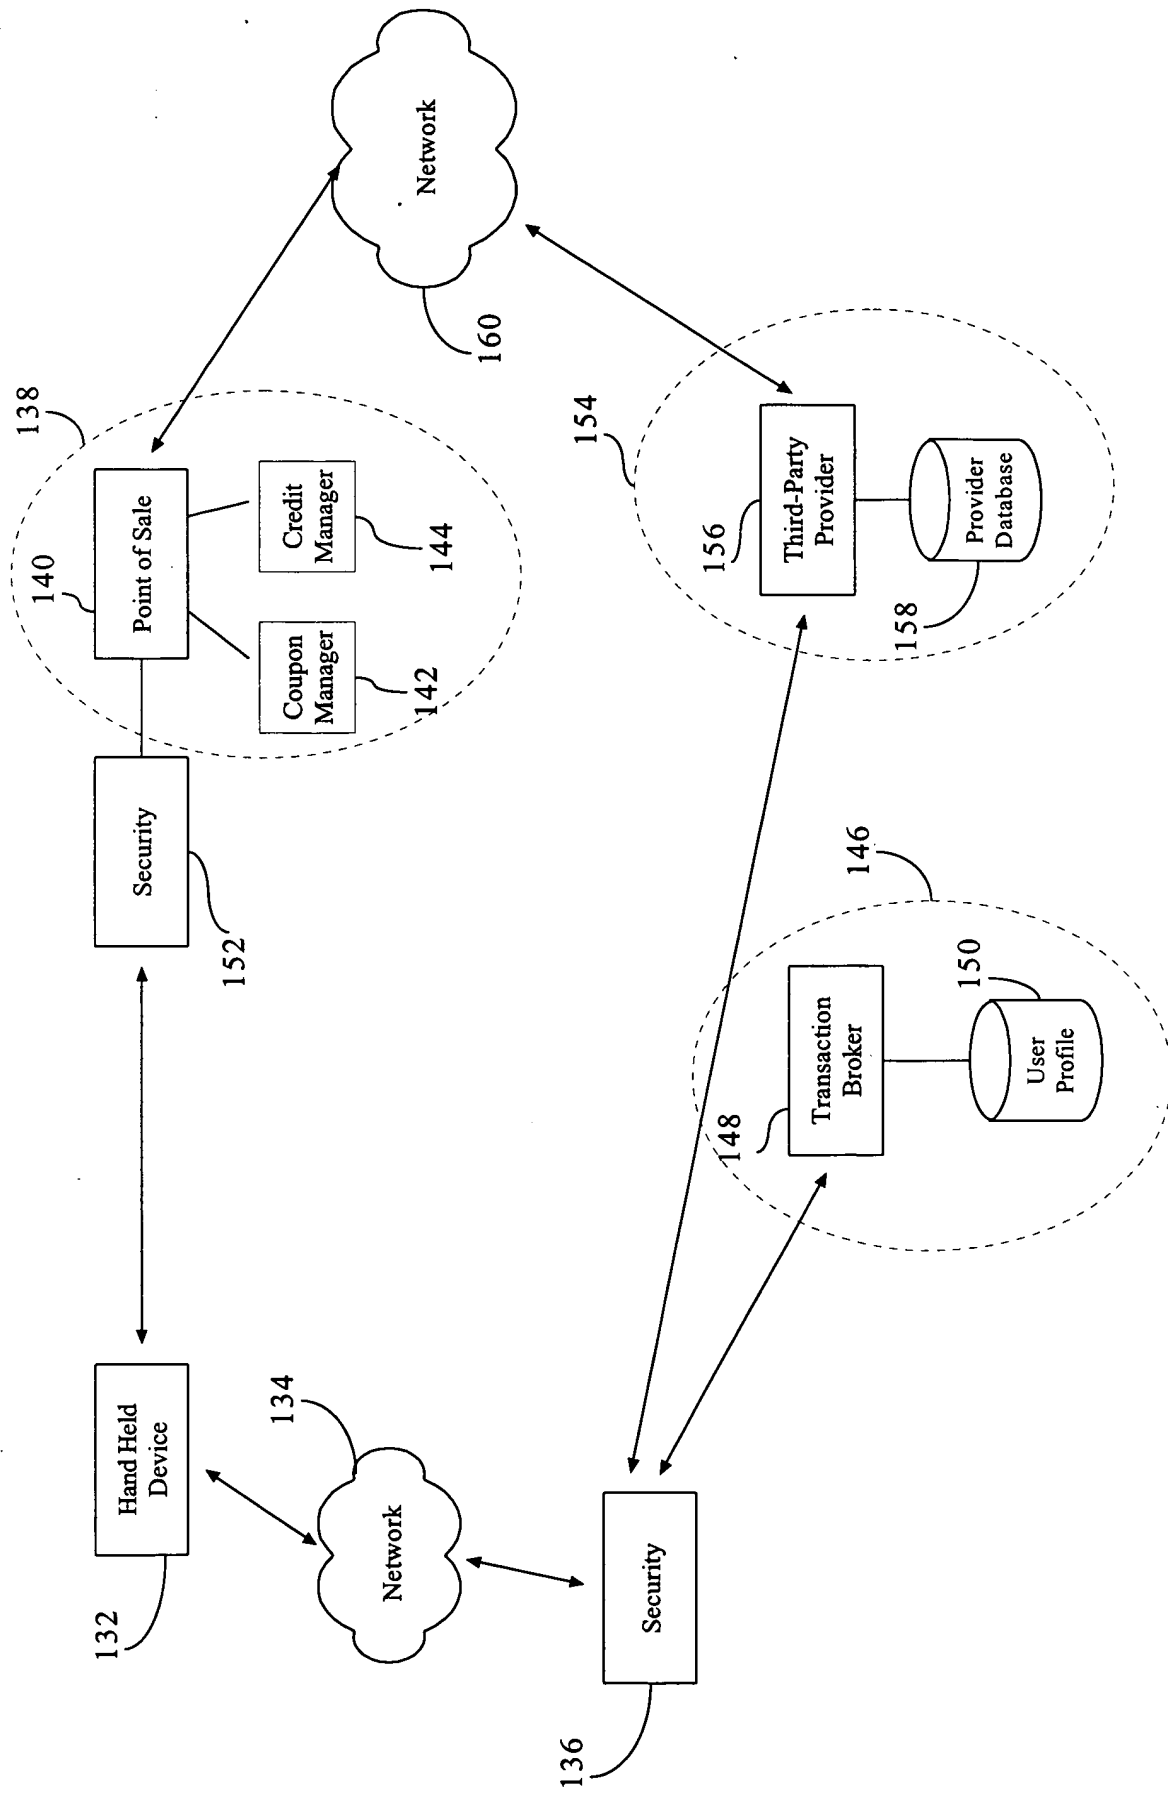 132
Hand Held
Device
134
Network
136
Security
152
Security
138
140
Point of Sale
Coupon
Manager
142
Credit
Manager
144
160
Network
146
148
Transaction
Broker
150
User
Profile
154
156
Third-Party
Provider
158
Provider
Database